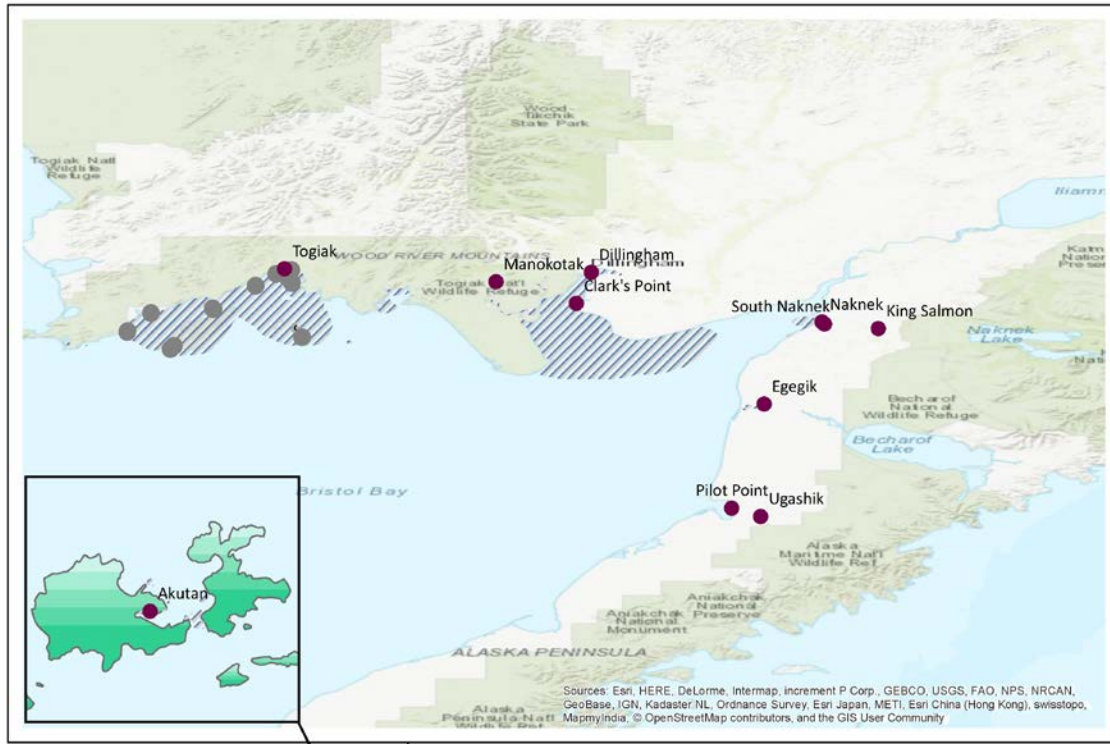 Wood-
Tikchik
State Park
Togiak Nat'l
Wildlife
Refuge
Togiak
WOOD RIVER MOUNTAINS
Manokotak
Togiak Nat'l
Wildlife
Refuge
Dillingham
Dillingham
Clark's Point
South Naknek
Naknek
King Salmon
Naknek
Lake
Egegik
Becharof
National
Wildlife Refuge
Becharof
Lake
Bristol Bay
Pilot Point
Ugashik
Alaska
Maritime Nat'l
Wildlife Ref.
Aniakchak
National
Preserve
Aniakchak
National
Monument
ALASKA PENINSULA
Alaska
Peninsula Nat'l
Wildlife Ref
Akutan
Sources: Esri, HERE, DeLorme, Intermap, increment P Corp., GEBCO, USGS, FAO, NPS, NRCAN,
GeoBase, IGN, Kadaster NL, Ordnance Survey, Esri Japan, METI, Esri China (Hong Kong), swisstopo,
MapmyIndia, © OpenStreetMap contributors, and the GIS User Community